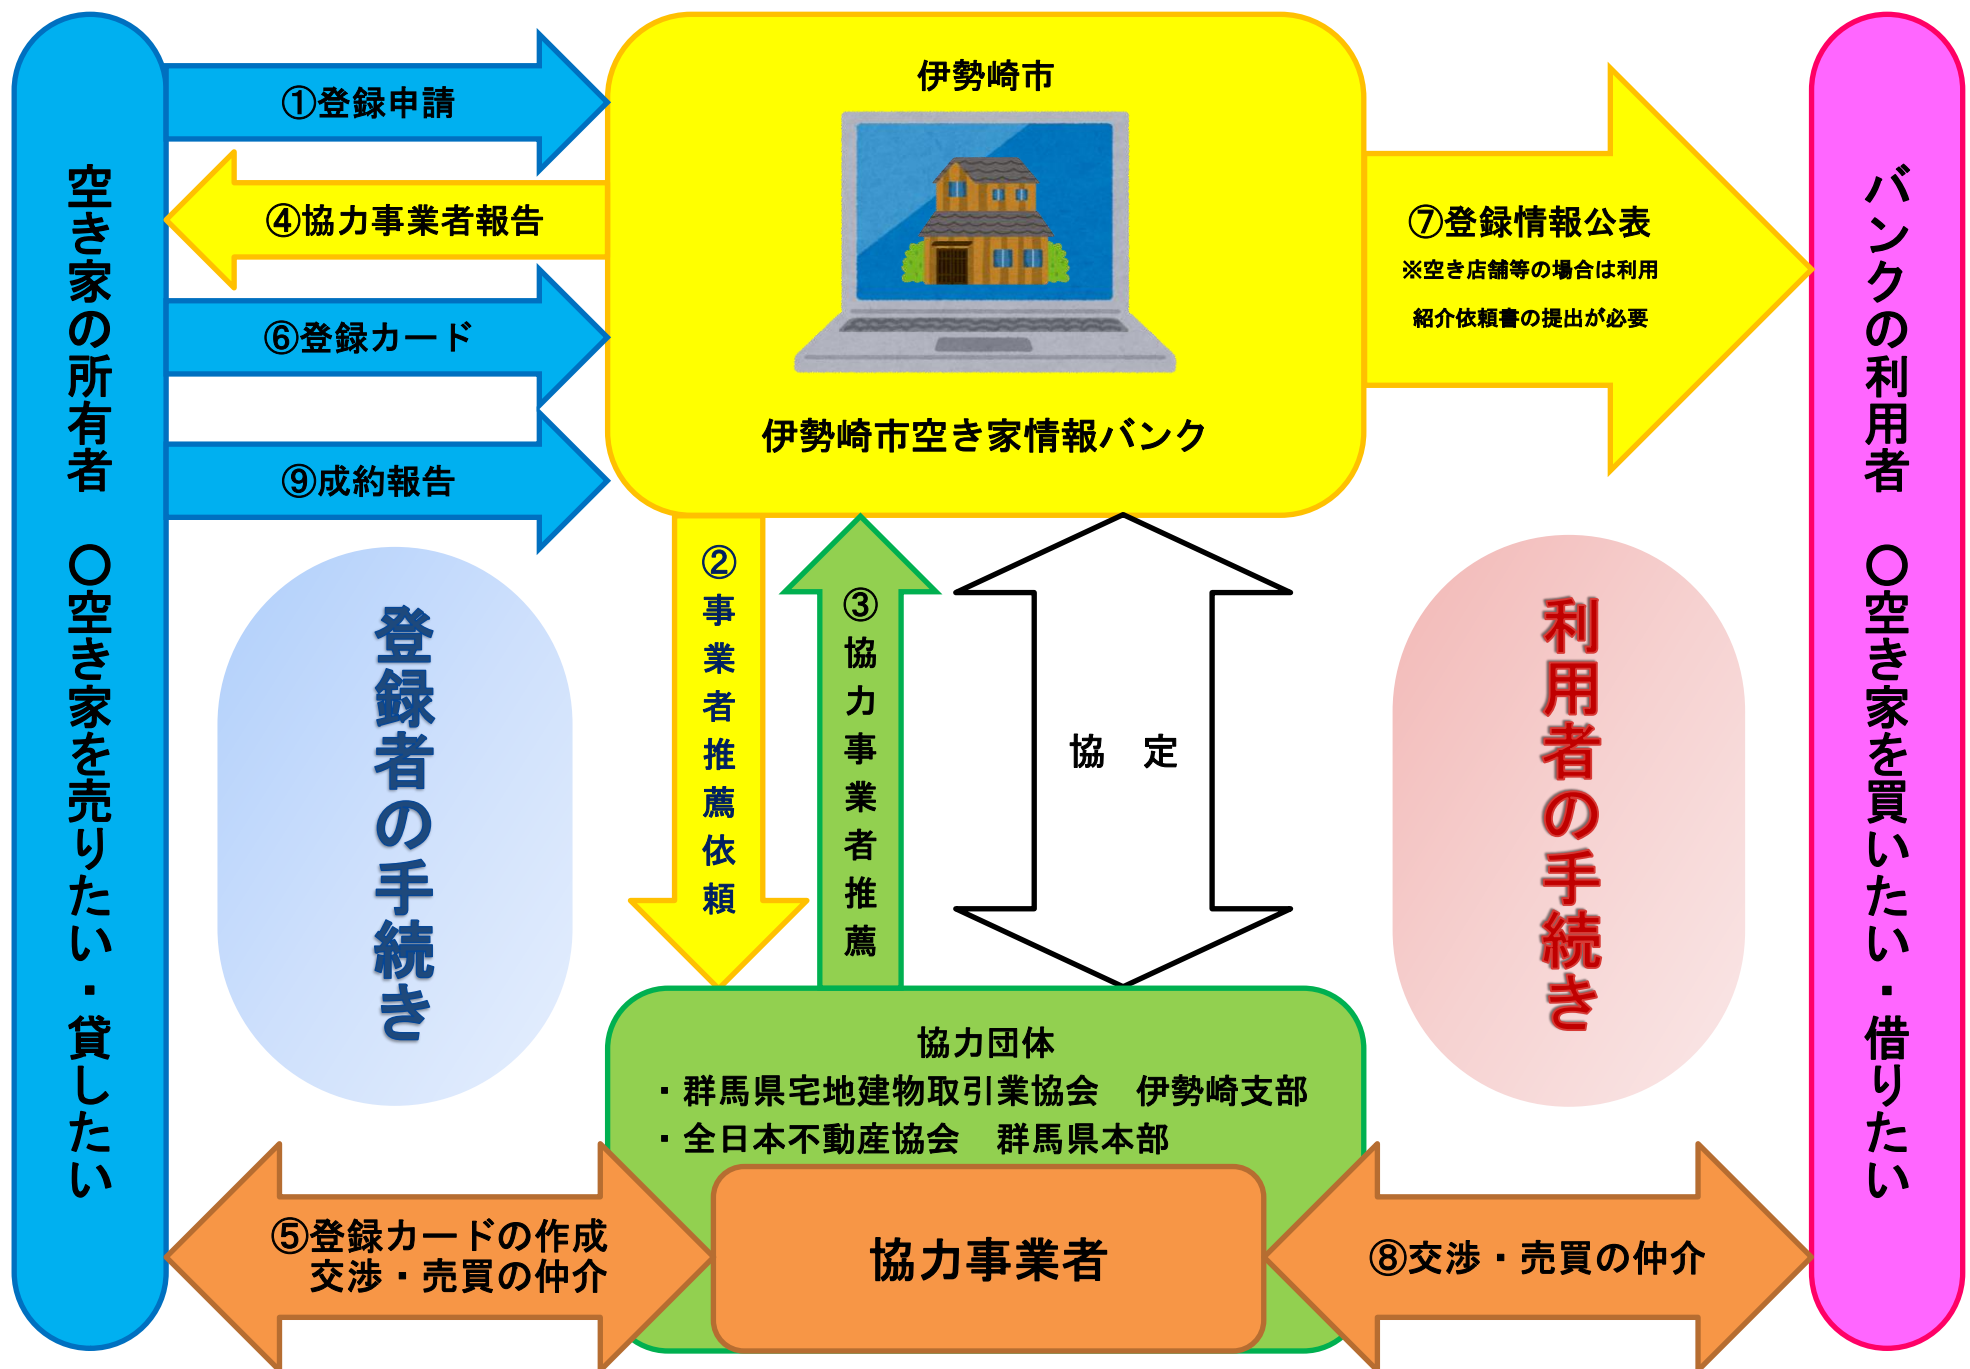 空き家の所有者　〇空き家を売りたい・貸したい
①登録申請
④協力事業者報告
⑥登録カード
⑨成約報告
伊勢崎市
伊勢崎市空き家情報バンク
⑦登録情報公表
※空き店舗等の場合は利用
紹介依頼書の提出が必要
バンクの利用者　〇空き家を買いたい・借りたい
登録者の手続き
②事業者推薦依頼
③協力事業者推薦
協　定
利用者の手続き
協力団体
・群馬県宅地建物取引業協会　伊勢崎支部
・全日本不動産協会　群馬県本部
⑤登録カードの作成
交渉・売買の仲介
協力事業者
⑧交渉・売買の仲介